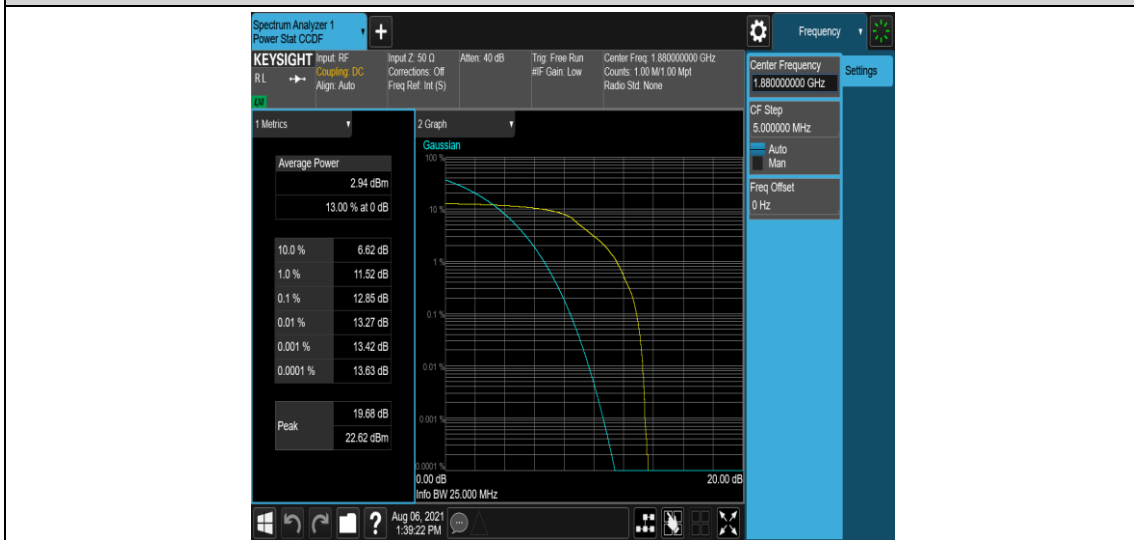 Spectrum Analyzer 1
Power Stat CCDF
+
Frequency
KEYSIGHT
RL
LXI
Input: RF
Coupling: DC
Align: Auto
Input Z: 50 Ω
Corrections: Off
Freq Ref: Int (S)
Atten: 40 dB
Trig: Free Run
#IF Gain: Low
Center Freq: 1.880000000 GHz
Counts: 1.00 M/1.00 Mpt
Radio Std: None
Center Frequency
1.880000000 GHz
Settings
CF Step
5.000000 MHz
Auto
Man
Freq Offset
0 Hz
1 Metrics
Average Power
2.94 dBm
13.00 % at 0 dB
10.0 % 6.62 dB
1.0 % 11.52 dB
0.1 % 12.85 dB
0.01 % 13.27 dB
0.001 % 13.42 dB
0.0001 % 13.63 dB
Peak
19.68 dB
22.62 dBm
2 Graph
Gaussian
100 %
10 %
1 %
0.1 %
0.01 %
0.001 %
0.0001 %
0.00 dB 20.00 dB
Info BW 25.000 MHz
?
Aug 06, 2021
1:39:22 PM